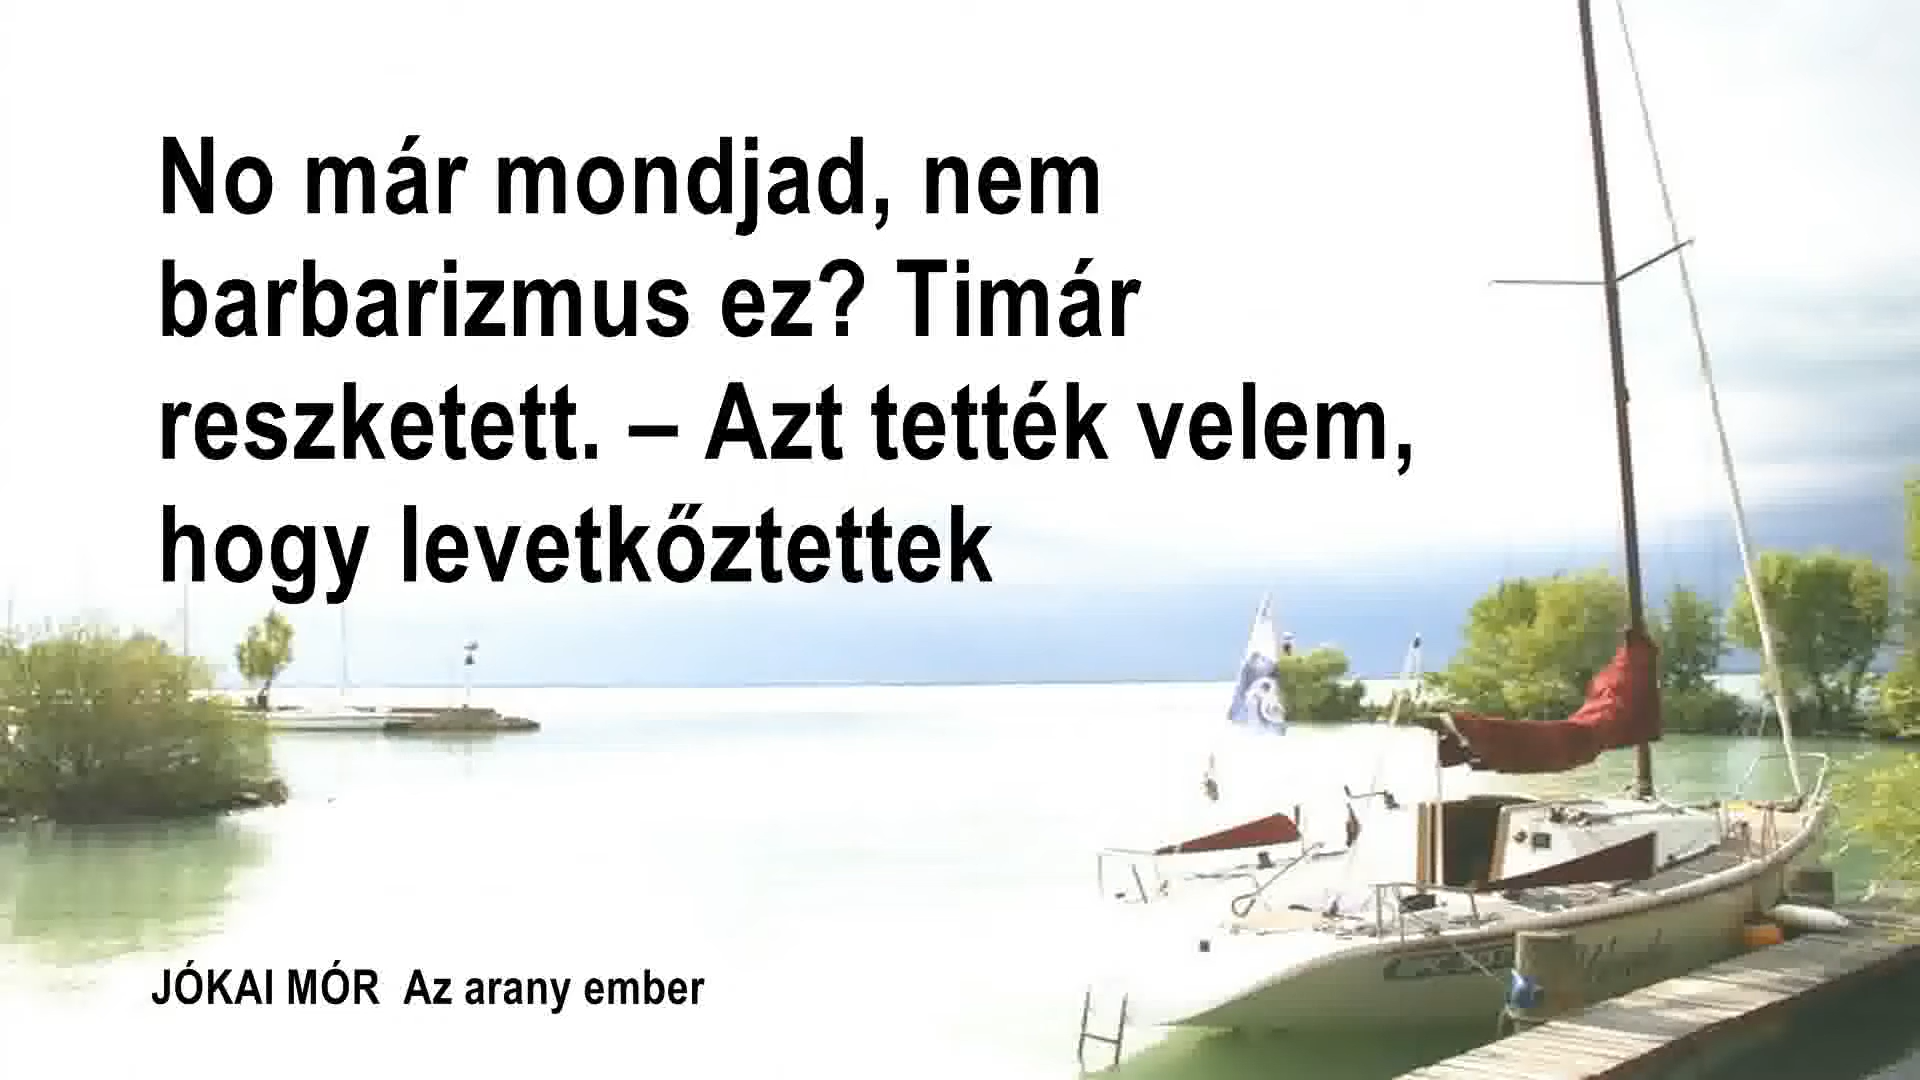 No már mondjad, nem
barbarizmus ez? Timár
reszketett. – Azt tették velem,
hogy levetkőztettek
JÓKAI MÓR  Az arany ember